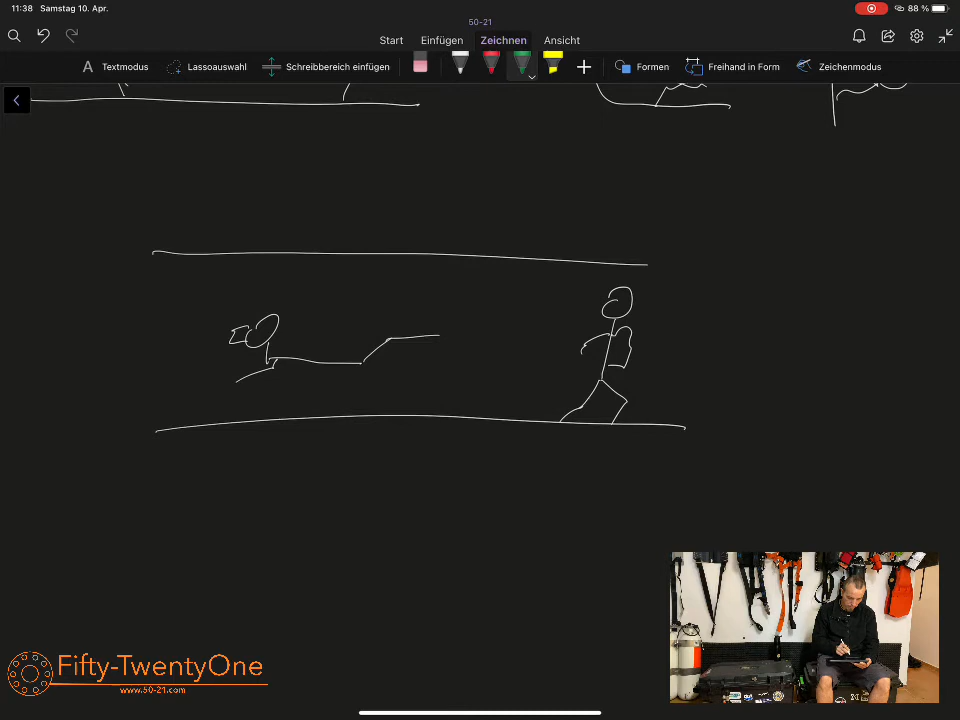 11:38 Samstag 10. Apr.
88 %
50-21
Start Einfügen Zeichnen Ansicht
A Textmodus Lassoauswahl Schreibbereich einfügen Formen Freihand in Form Zeichenmodus
Fifty-TwentyOne
www.50-21.com